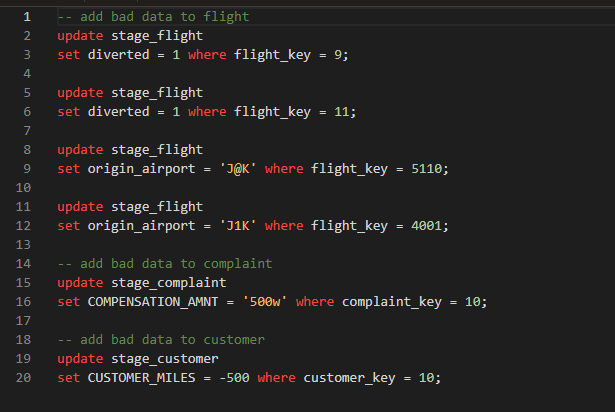 1 -- add bad data to flight
2 update stage_flight
3 set diverted = 1 where flight_key = 9;
4
5 update stage_flight
6 set diverted = 1 where flight_key = 11;
7
8 update stage_flight
9 set origin_airport = 'J@K' where flight_key = 5110;
10
11 update stage_flight
12 set origin_airport = 'J1K' where flight_key = 4001;
13
14 -- add bad data to complaint
15 update stage_complaint
16 set COMPENSATION_AMNT = '500w' where complaint_key = 10;
17
18 -- add bad data to customer
19 update stage_customer
20 set CUSTOMER_MILES = -500 where customer_key = 10;